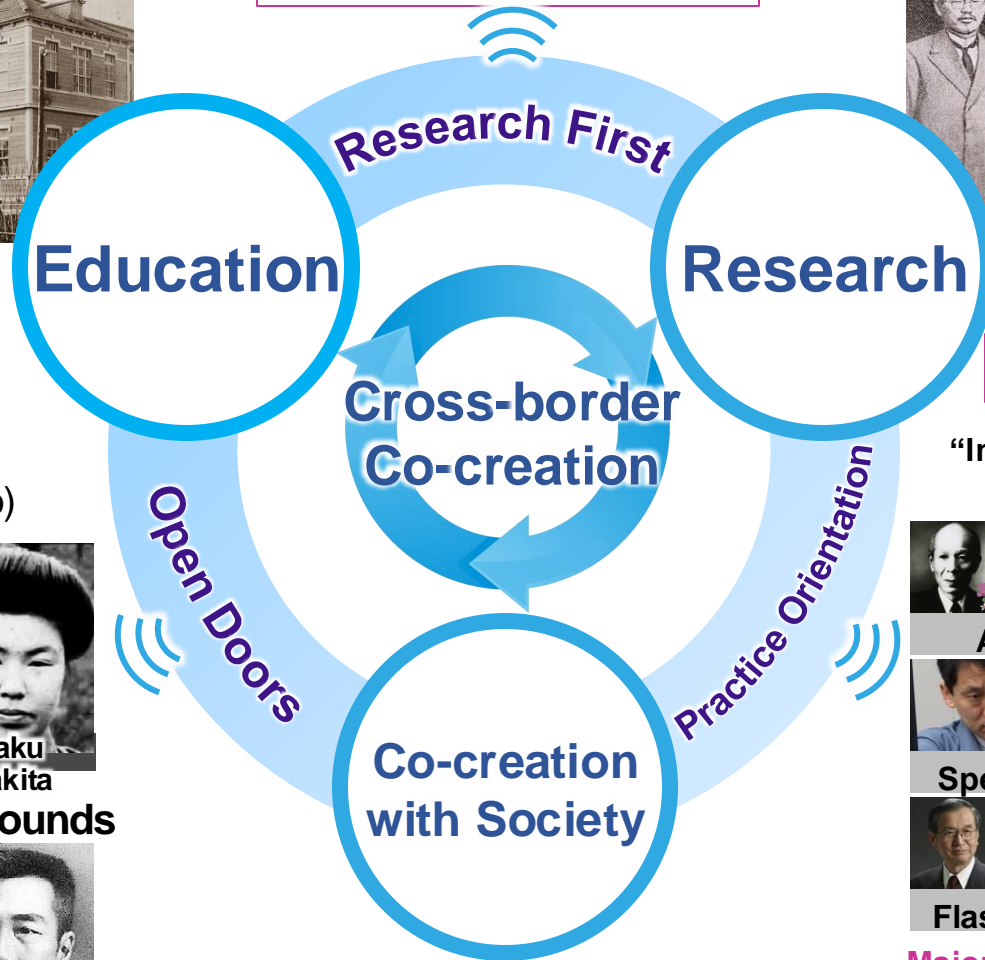 Research First
Education
Research
Cross-border
Co-creation
Open Doors
Practice Orientation
Co-creation
with Society